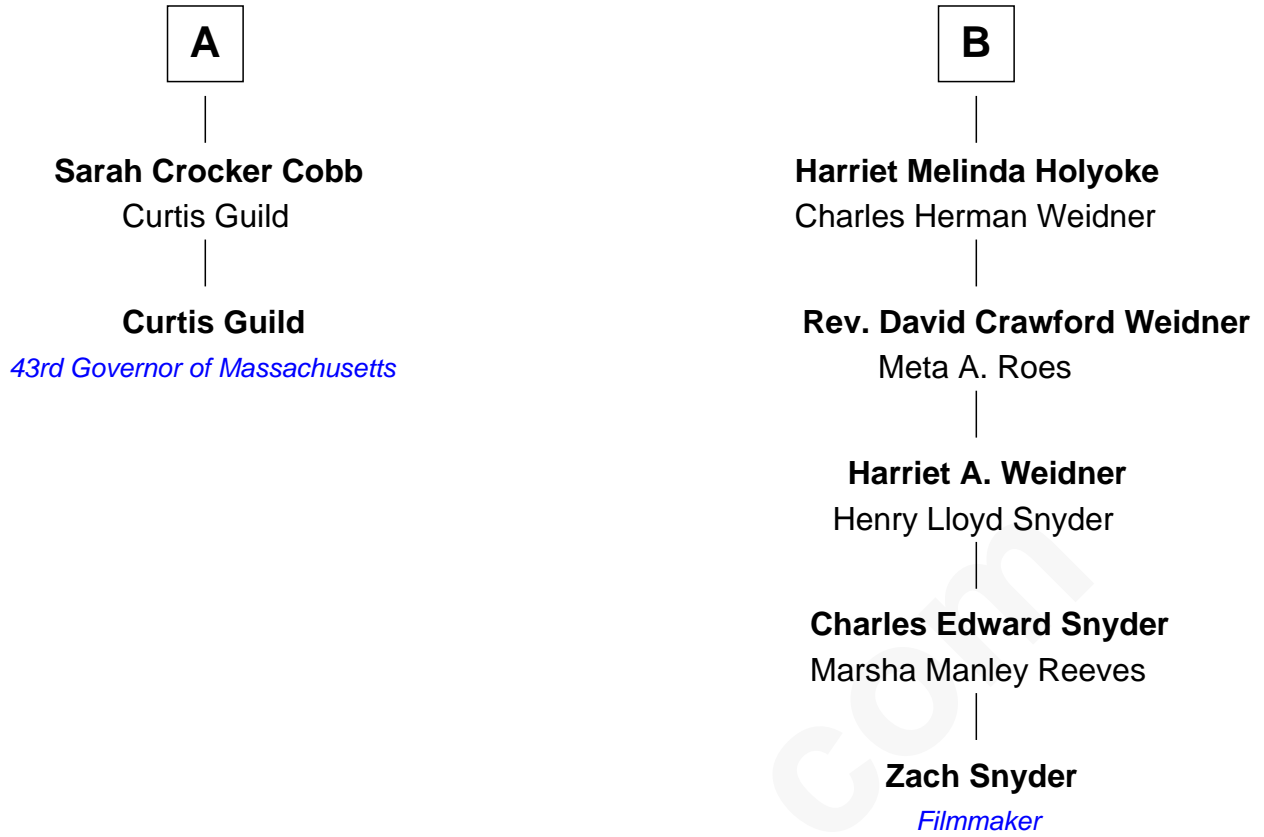 A
Sarah Crocker Cobb
Curtis Guild
Curtis Guild
43rd Governor of Massachusetts
B
Harriet Melinda Holyoke
Charles Herman Weidner
Rev. David Crawford Weidner
Meta A. Roes
Harriet A. Weidner
Henry Lloyd Snyder
Charles Edward Snyder
Marsha Manley Reeves
Zach Snyder
Filmmaker
com